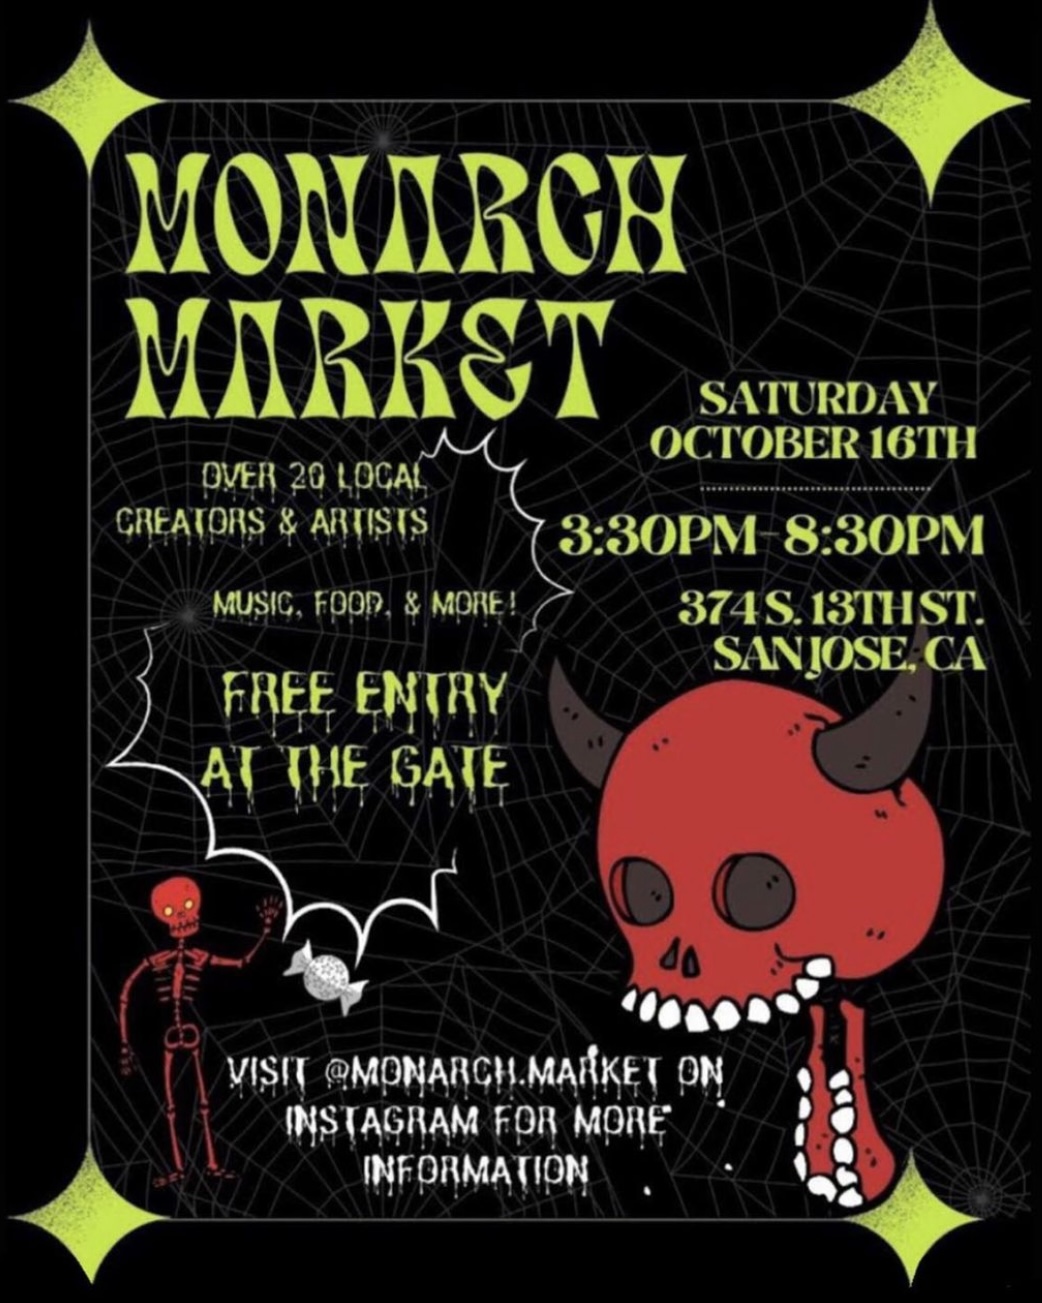 MONARCH
MARKET
SATURDAY
OCTOBER 16TH
3:30PM-8:30PM
374 S. 13TH ST.
SAN JOSE, CA
OVER 20 LOCAL
CREATORS & ARTISTS
MUSIC, FOOD, & MORE!
FREE ENTRY
AT THE GATE
VISIT @MONARCH.MARKET ON
INSTAGRAM FOR MORE
INFORMATION